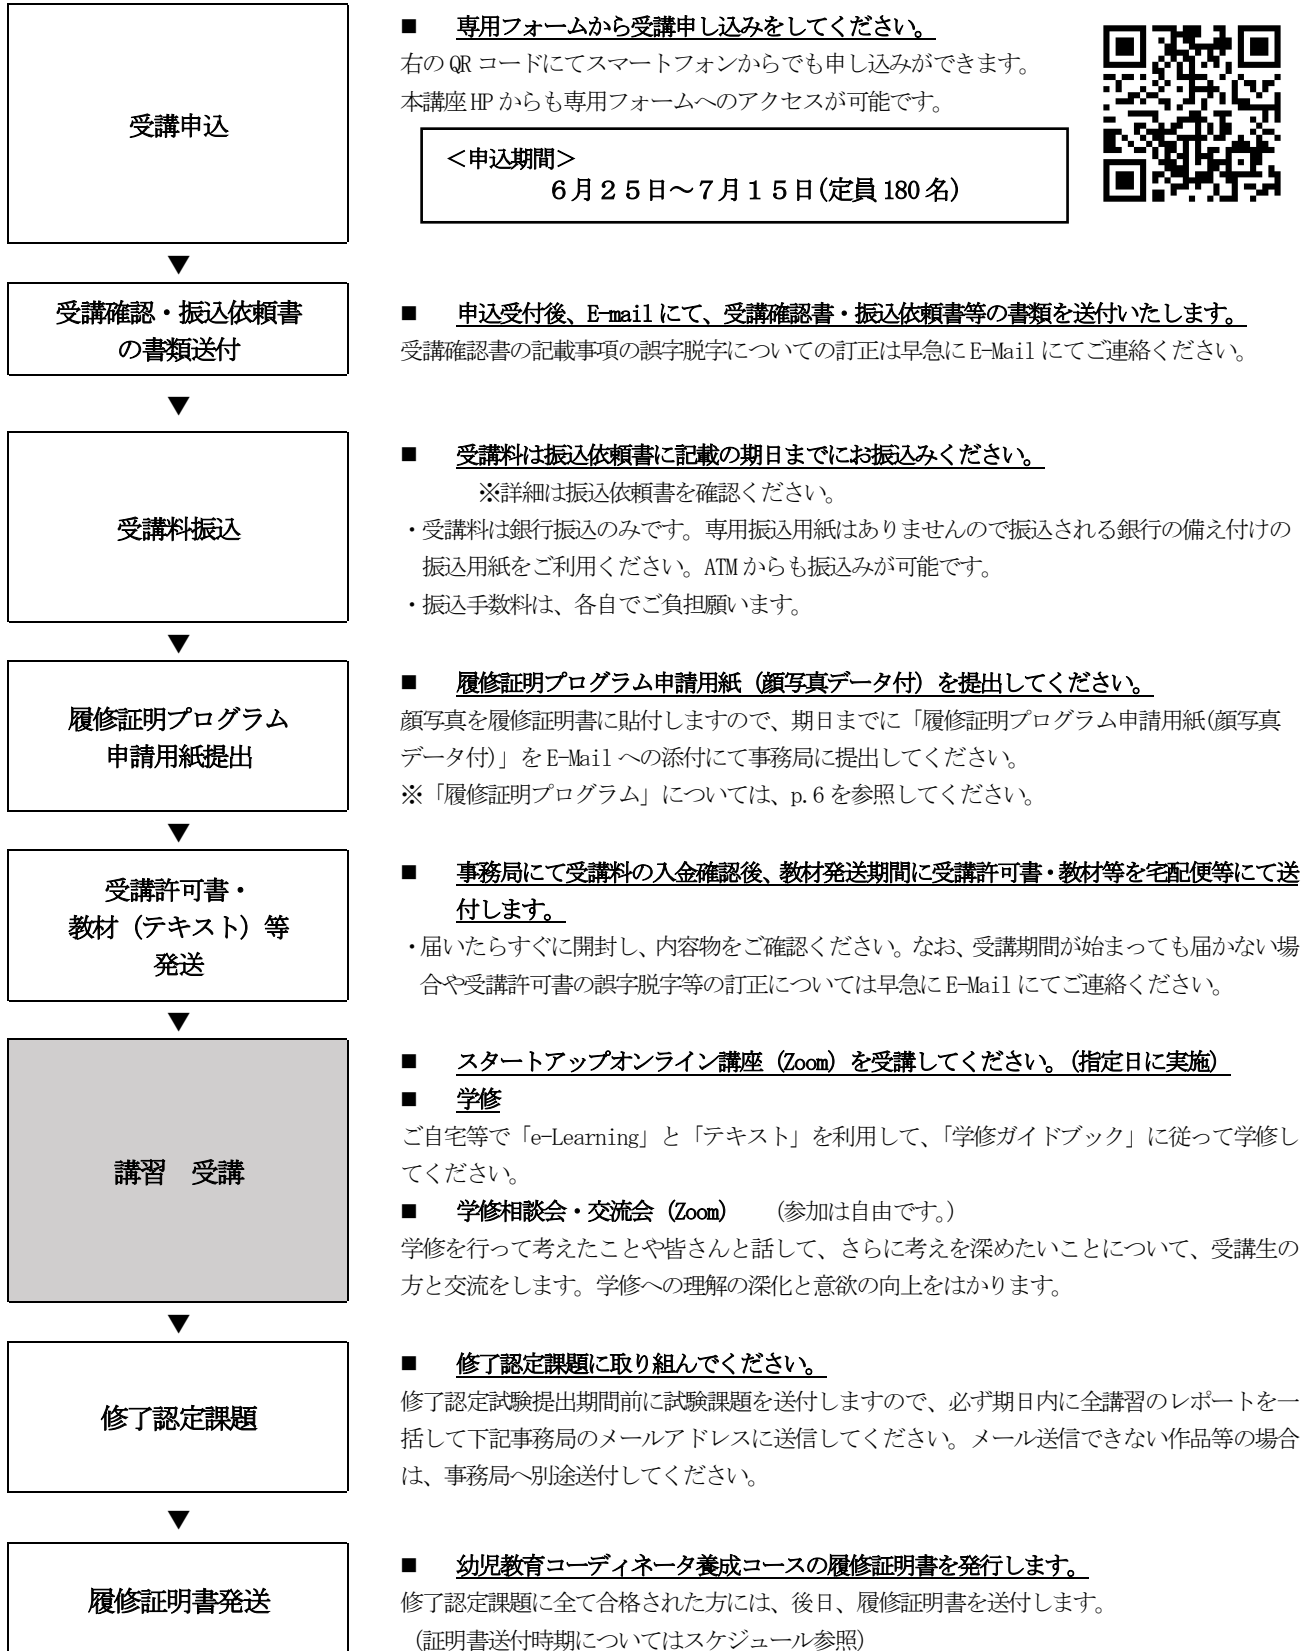 受講申込
■ 専用フォームから受講申し込みをしてください。
右の QR コードにてスマートフォンからでも申し込みができます。
本講座 HP からも専用フォームへのアクセスが可能です。
＜申込期間＞
６月２５日～７月１５日(定員 180 名)
▼
受講確認・振込依頼書
の書類送付
■ 申込受付後、E-mail にて、受講確認書・振込依頼書等の書類を送付いたします。
受講確認書の記載事項の誤字脱字についての訂正は早急に E-Mail にてご連絡ください。
▼
受講料振込
■ 受講料は振込依頼書に記載の期日までにお振込みください。
※詳細は振込依頼書を確認ください。
・受講料は銀行振込のみです。専用振込用紙はありませんので振込される銀行の備え付けの
振込用紙をご利用ください。ATM からも振込みが可能です。
・振込手数料は、各自でご負担願います。
▼
履修証明プログラム
申請用紙提出
■ 履修証明プログラム申請用紙（顔写真データ付）を提出してください。
顔写真を履修証明書に貼付しますので、期日までに「履修証明プログラム申請用紙(顔写真
データ付)」を E-Mail への添付にて事務局に提出してください。
※「履修証明プログラム」については、p.6 を参照してください。
▼
受講許可書・
教材（テキスト）等
発送
■ 事務局にて受講料の入金確認後、教材発送期間に受講許可書・教材等を宅配便等にて送
付します。
・届いたらすぐに開封し、内容物をご確認ください。なお、受講期間が始まっても届かない場
合や受講許可書の誤字脱字等の訂正については早急に E-Mail にてご連絡ください。
▼
講習　受講
■ スタートアップオンライン講座（Zoom）を受講してください。（指定日に実施）
■ 学修
ご自宅等で「e-Learning」と「テキスト」を利用して、「学修ガイドブック」に従って学修し
てください。
■ 学修相談会・交流会（Zoom）　（参加は自由です。）
学修を行って考えたことや皆さんと話して、さらに考えを深めたいことについて、受講生の
方と交流をします。学修への理解の深化と意欲の向上をはかります。
▼
修了認定課題
■ 修了認定課題に取り組んでください。
修了認定試験提出期間前に試験課題を送付しますので、必ず期日内に全講習のレポートを一
括して下記事務局のメールアドレスに送信してください。メール送信できない作品等の場合
は、事務局へ別途送付してください。
▼
履修証明書発送
■ 幼児教育コーディネータ養成コースの履修証明書を発行します。
修了認定課題に全て合格された方には、後日、履修証明書を送付します。
（証明書送付時期についてはスケジュール参照）